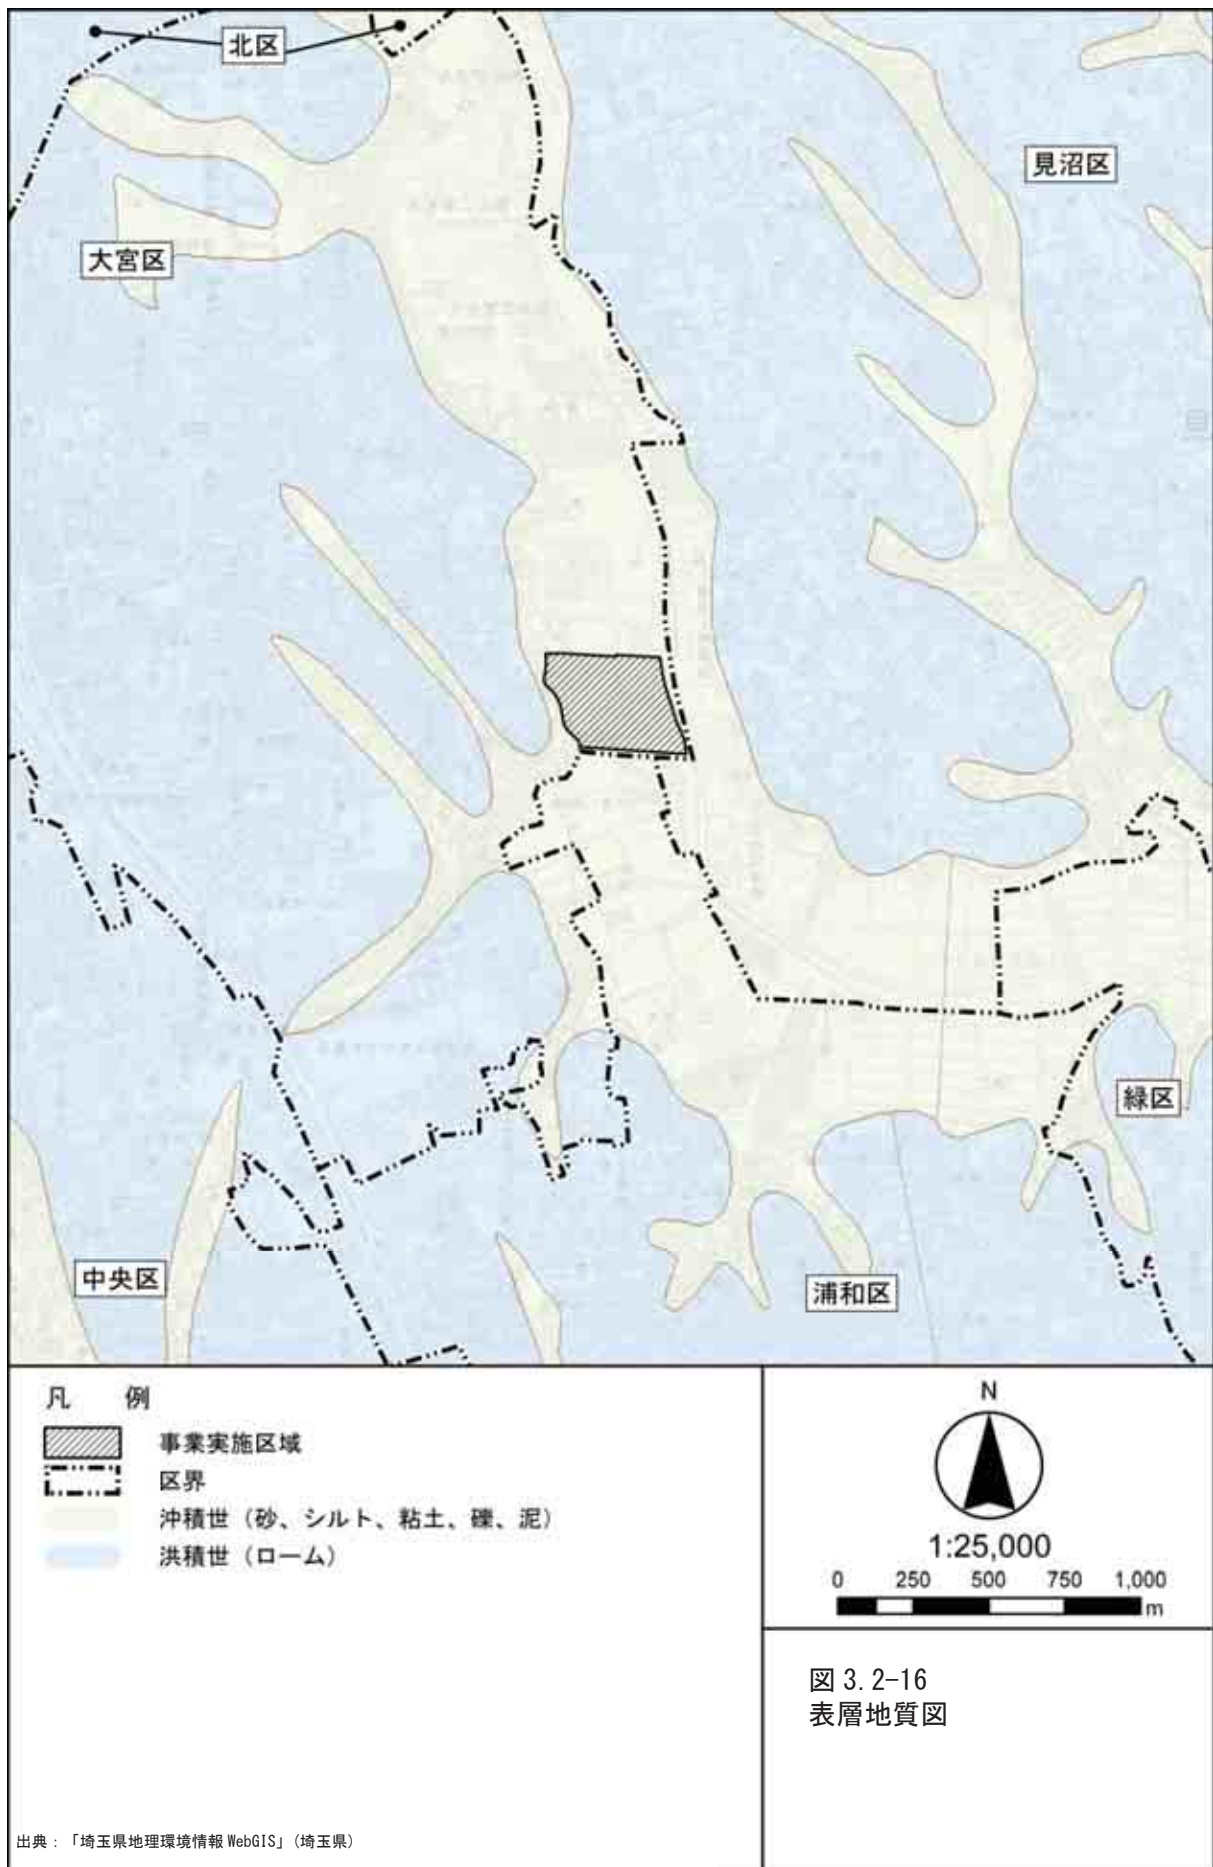 北区
見沼区
大宮区
緑区
中央区
浦和区
凡 例
事業実施区域
区界
沖積世（砂、シルト、粘土、礫、泥）
洪積世（ローム）
N
1:25,000
0 250 500 750 1,000
m
図 3.2-16
表層地質図
出典：「埼玉県地理環境情報 WebGIS」（埼玉県）